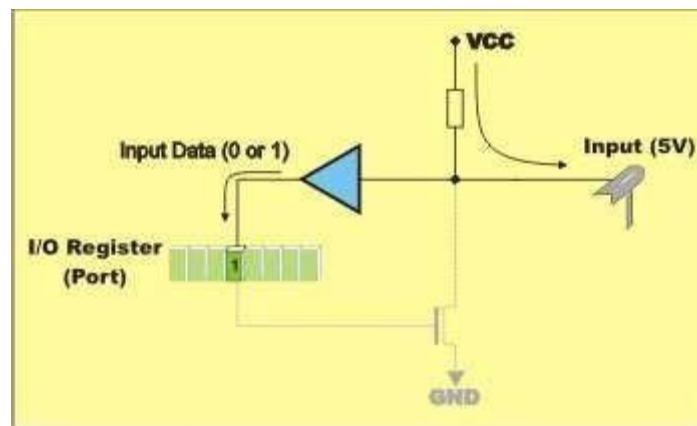 VCC
Input Data (0 or 1)
Input (5V)
I/O Register
(Port)
1
GND